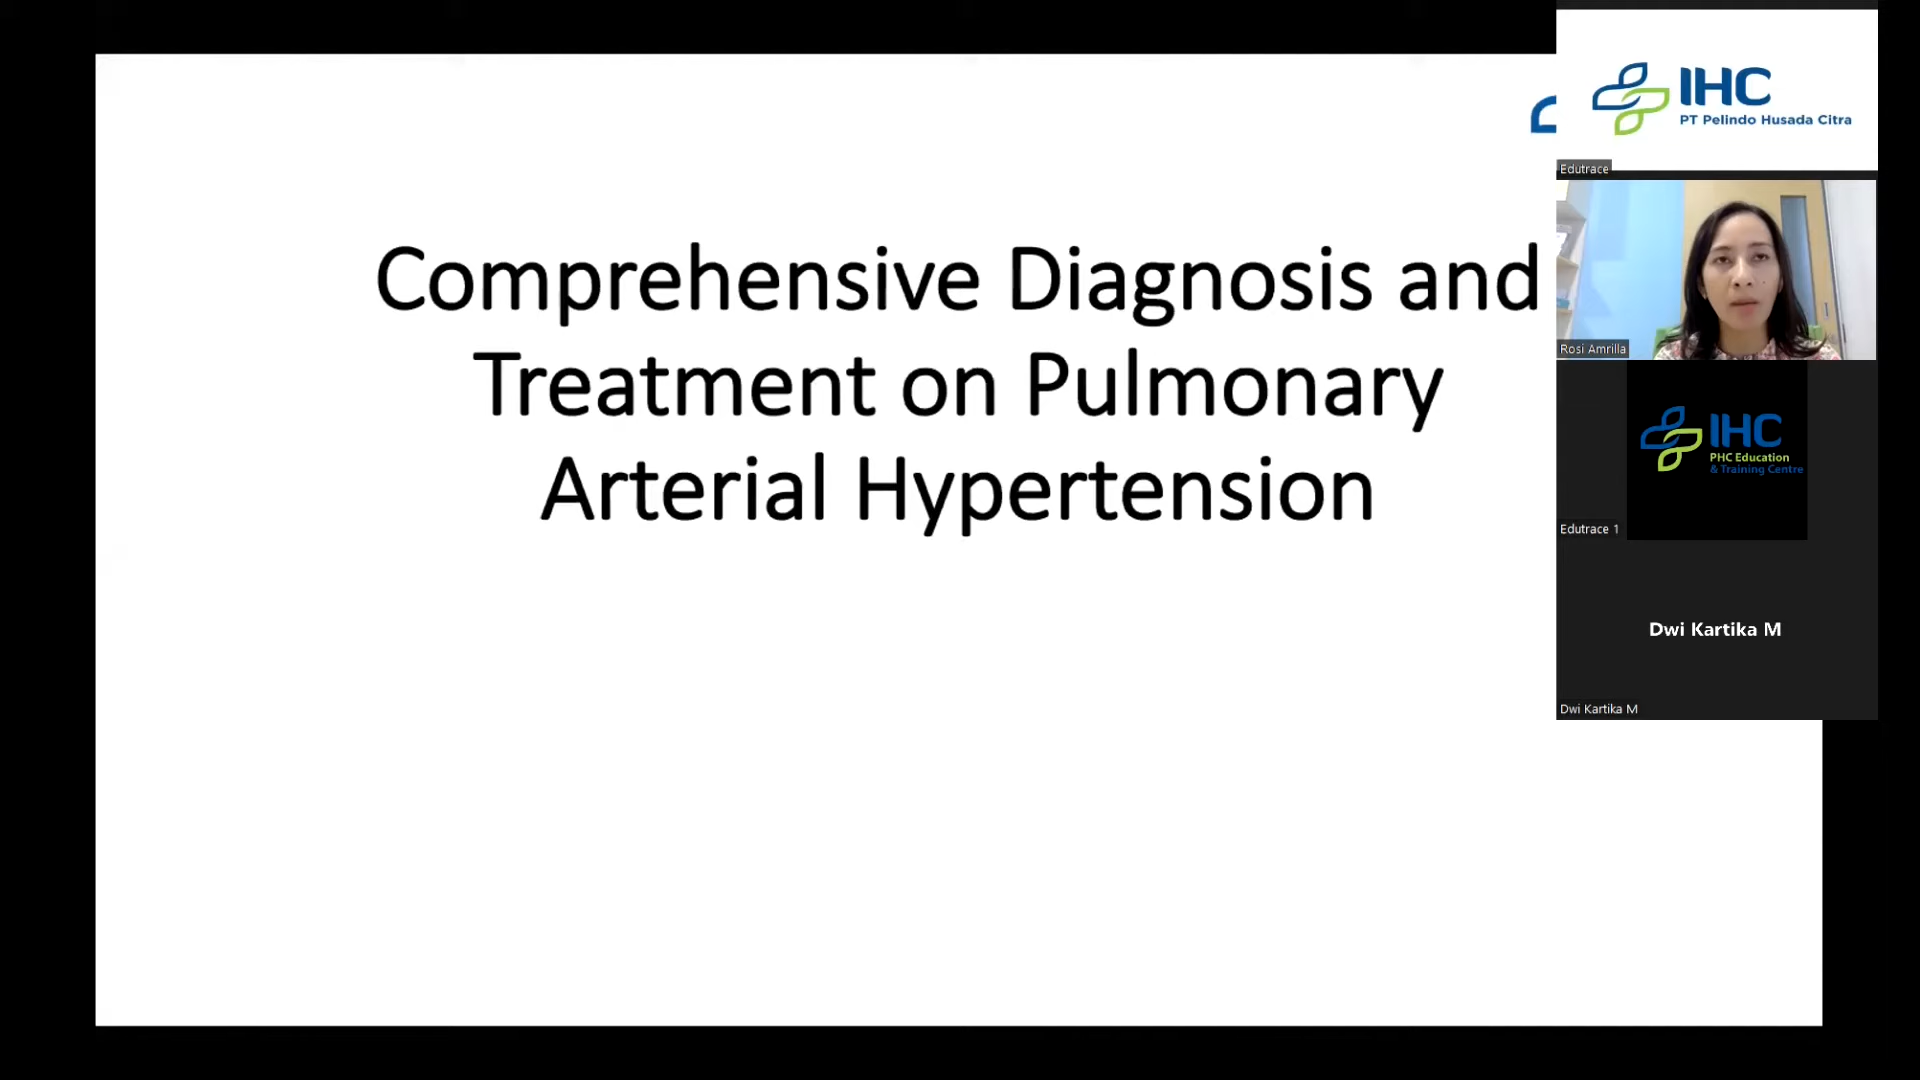 Comprehensive Diagnosis and
Treatment on Pulmonary
Arterial Hypertension
IHC
PT Pelindo Husada Citra
Edutrace
Rosi Amrilla
IHC
PHC Education
& Training Centre
Edutrace 1
Dwi Kartika M
Dwi Kartika M